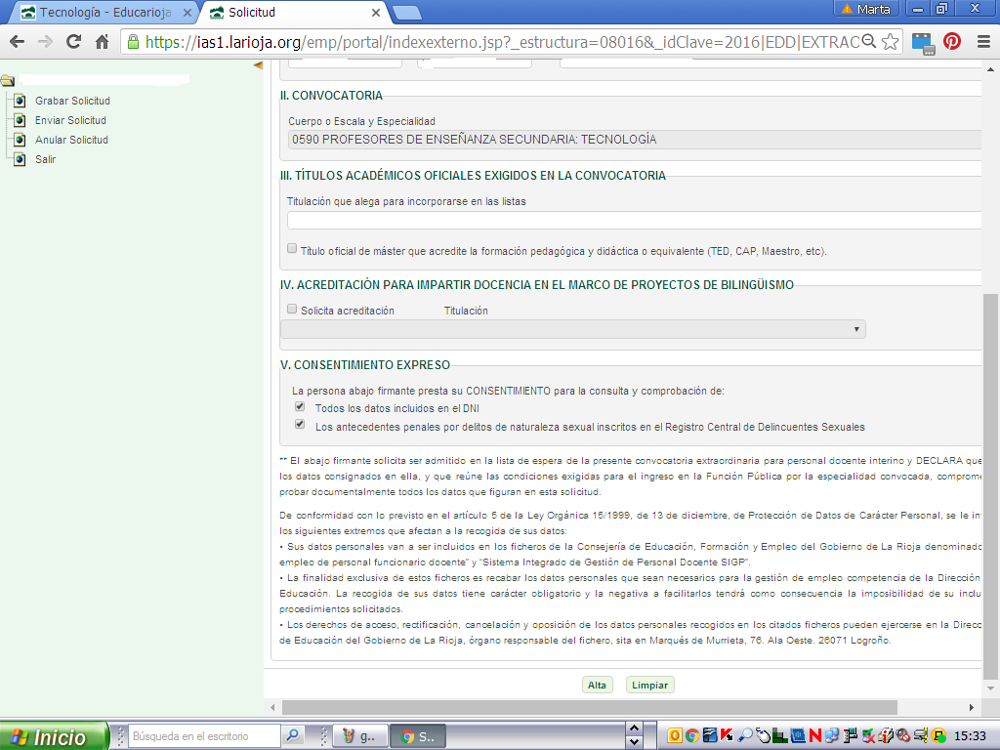 Tecnología - Educarioja
Solicitud
Marta
https://ias1.larioja.org/emp/portal/indexexterno.jsp?_estructura=08016&_idClave=2016|EDD|EXTRAC
Grabar Solicitud
Enviar Solicitud
Anular Solicitud
Salir
II. CONVOCATORIA
Cuerpo o Escala y Especialidad
0590 PROFESORES DE ENSEÑANZA SECUNDARIA: TECNOLOGÍA
III. TÍTULOS ACADÉMICOS OFICIALES EXIGIDOS EN LA CONVOCATORIA
Titulación que alega para incorporarse en las listas
Título oficial de máster que acredite la formación pedagógica y didáctica o equivalente (TED, CAP, Maestro, etc).
IV. ACREDITACIÓN PARA IMPARTIR DOCENCIA EN EL MARCO DE PROYECTOS DE BILINGÜISMO
Solicita acreditación Titulación
V. CONSENTIMIENTO EXPRESO
La persona abajo firmante presta su CONSENTIMIENTO para la consulta y comprobación de:
Todos los datos incluidos en el DNI
Los antecedentes penales por delitos de naturaleza sexual inscritos en el Registro Central de Delincuentes Sexuales
** El abajo firmante solicita ser admitido en la lista de espera de la presente convocatoria extraordinaria para personal docente interino y DECLARA que
los datos consignados en ella, y que reúne las condiciones exigidas para el ingreso en la Función Pública por la especialidad convocada, comprome
probar documentalmente todos los datos que figuran en esta solicitud.
De conformidad con lo previsto en el artículo 5 de la Ley Orgánica 15/1999, de 13 de diciembre, de Protección de Datos de Carácter Personal, se le in
los siguientes extremos que afectan a la recogida de sus datos:
• Sus datos personales van a ser incluidos en los ficheros de la Consejería de Educación, Formación y Empleo del Gobierno de La Rioja denominado
empleo de personal funcionario docente" y "Sistema Integrado de Gestión de Personal Docente SIGP".
• La finalidad exclusiva de estos ficheros es recabar los datos personales que sean necesarios para la gestión de empleo competencia de la Dirección
Educación. La recogida de sus datos tiene carácter obligatorio y la negativa a facilitarlos tendrá como consecuencia la imposibilidad de su inclu
procedimientos solicitados.
• Los derechos de acceso, rectificación, cancelación y oposición de los datos personales recogidos en los citados ficheros pueden ejercerse en la Direcc
de Educación del Gobierno de La Rioja, órgano responsable del fichero, sita en Marqués de Murrieta, 76. Ala Oeste. 26071 Logroño.
Alta Limpiar
Inicio
Búsqueda en el escritorio
g..
S..
15:33